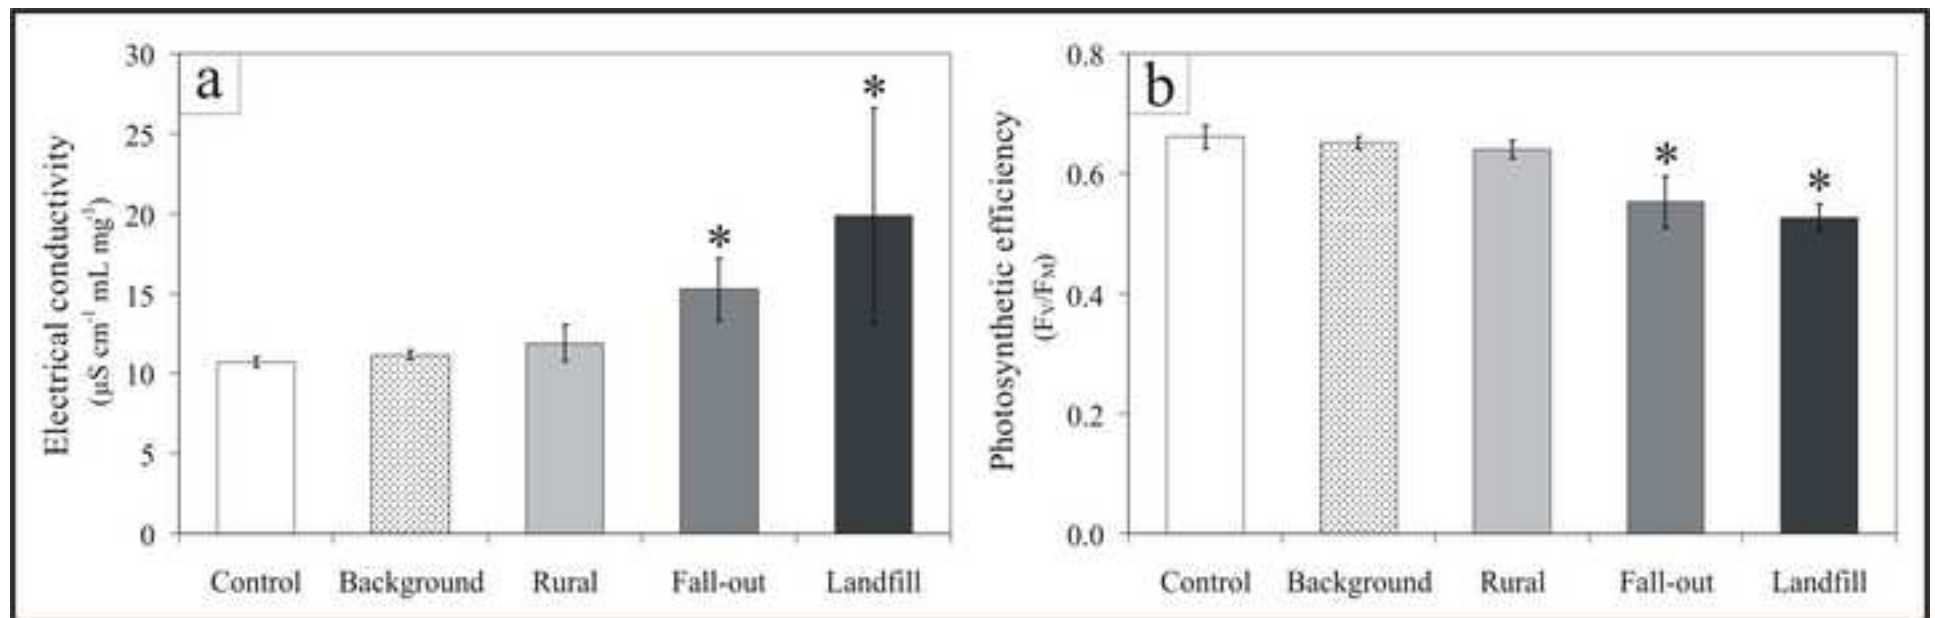 a
Electrical conductivity
(µS cm⁻¹ mL mg⁻¹)
30
25
20
15
10
5
0
*
*
Control Background Rural Fall-out Landfill
b
Photosynthetic efficiency
(Fᵥ/Fₘ)
0.8
0.6
0.4
0.2
0.0
*
*
Control Background Rural Fall-out Landfill